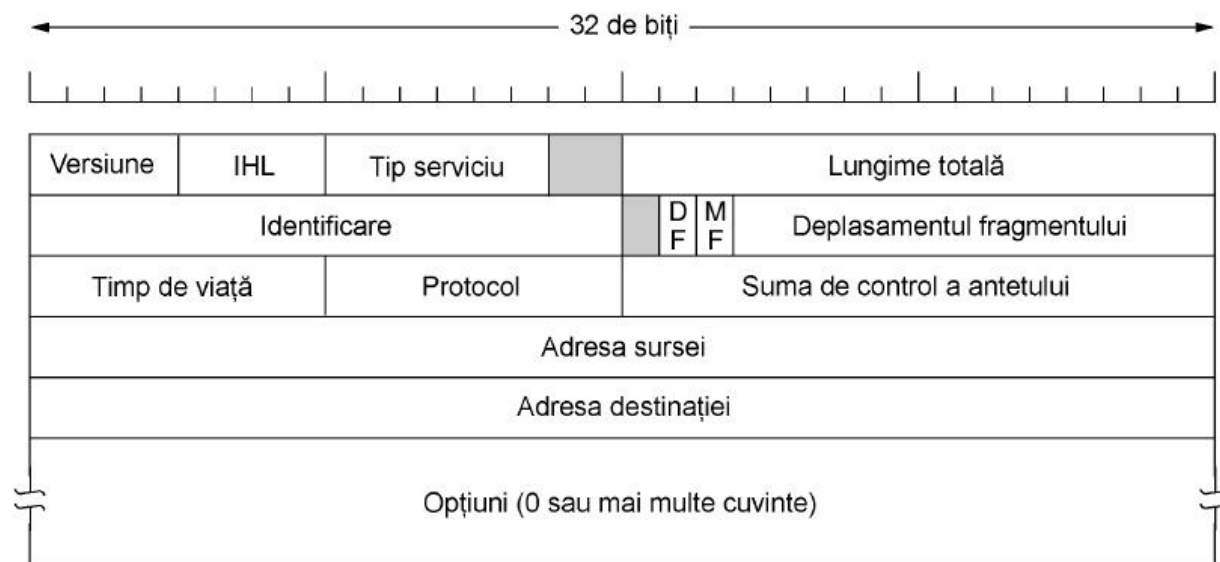 32 de biți
Versiune IHL Tip serviciu Lungime totală
Identificare D F M F Deplasamentul fragmentului
Timp de viață Protocol Suma de control a antetului
Adresa sursei
Adresa destinației
Opțiuni (0 sau mai multe cuvinte)